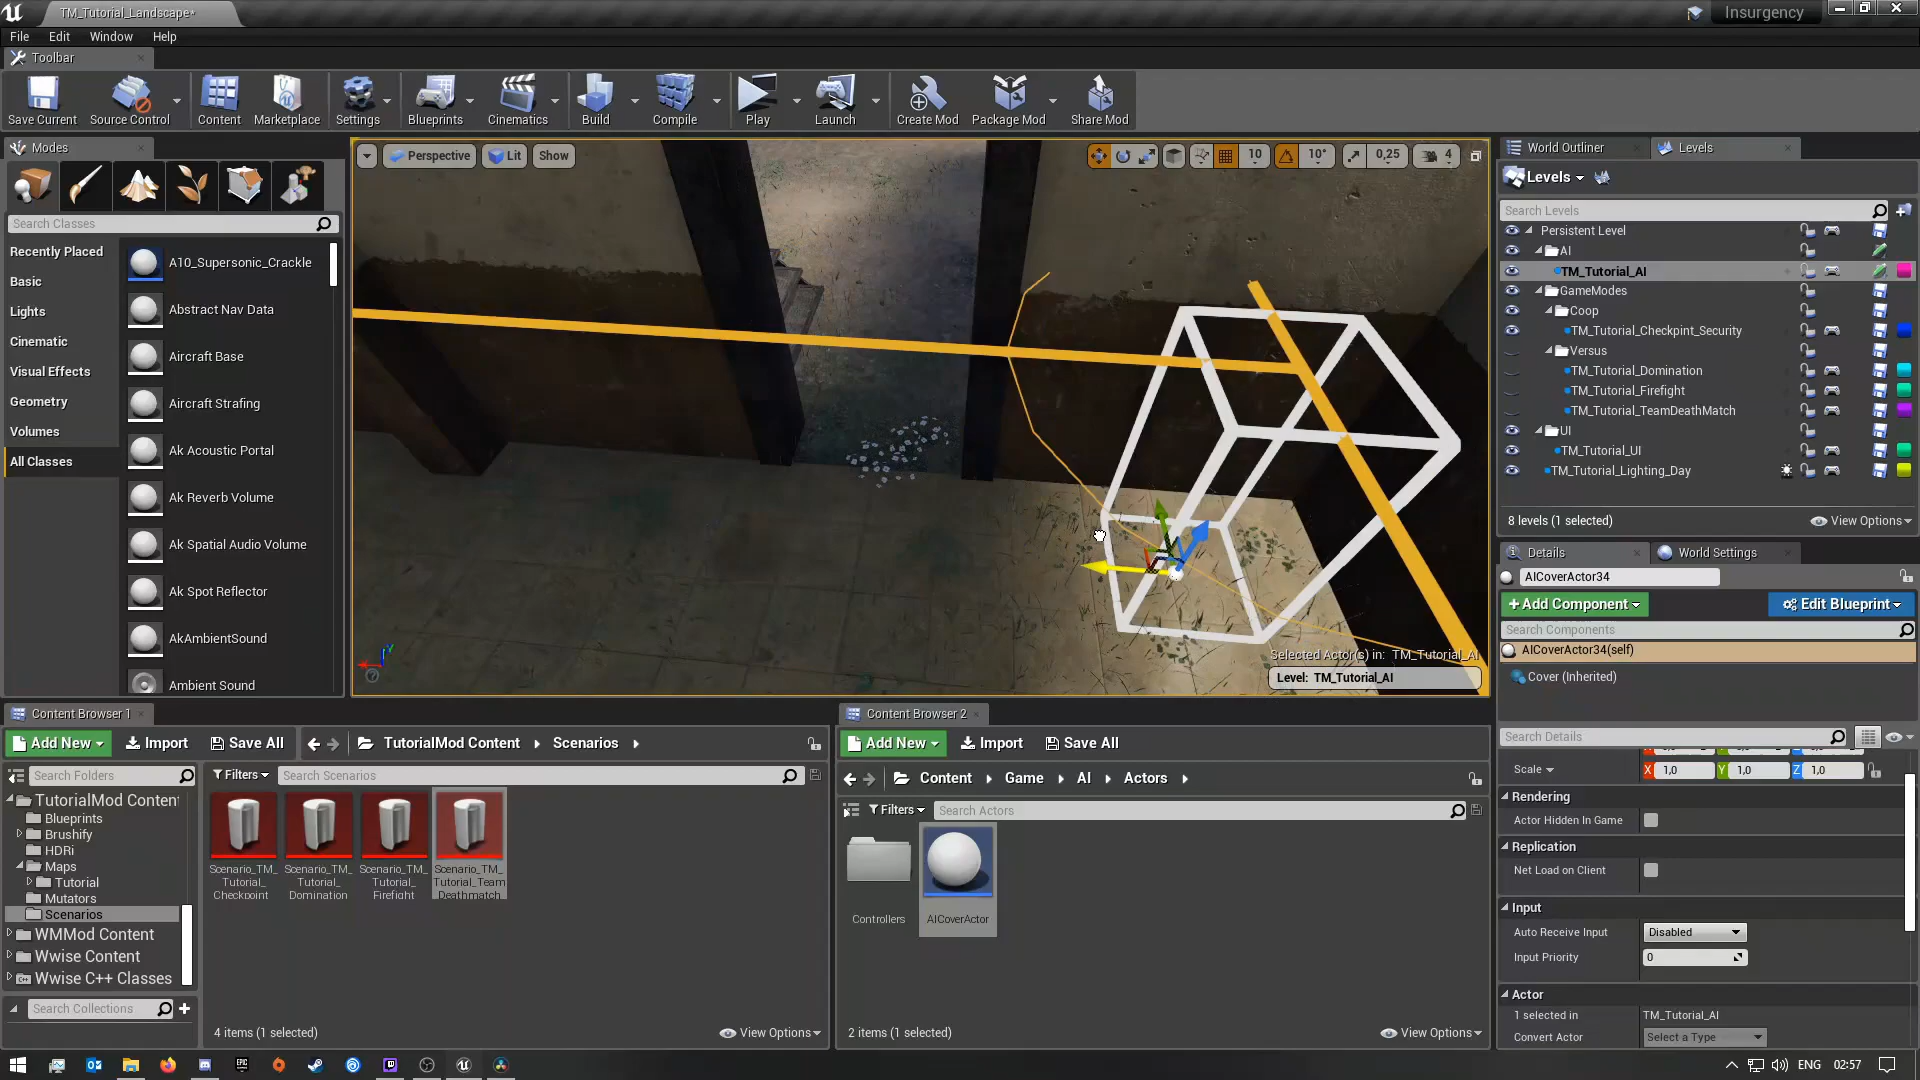 TM_Tutorial_Landscape*
Insurgency
File Edit Window Help
Toolbar
Save Current Source Control Content Marketplace Settings Blueprints Cinematics Build Compile Play Launch Create Mod Package Mod Share Mod
Modes
Search Classes
Recently Placed
Basic
Lights
Cinematic
Visual Effects
Geometry
Volumes
All Classes
A10_Supersonic_Crackle
Abstract Nav Data
Aircraft Base
Aircraft Strafing
Ak Acoustic Portal
Ak Reverb Volume
Ak Spatial Audio Volume
Ak Spot Reflector
AkAmbientSound
Ambient Sound
Perspective Lit Show
10 10° 0,25 4
Selected Actor(s) in: TM_Tutorial_AI
Level: TM_Tutorial_AI
World Outliner Levels
Levels
Search Levels
Persistent Level
AI
TM_Tutorial_AI
GameModes
Coop
TM_Tutorial_Checkpint_Security
Versus
TM_Tutorial_Domination
TM_Tutorial_Firefight
TM_Tutorial_TeamDeathMatch
UI
TM_Tutorial_UI
TM_Tutorial_Lighting_Day
8 levels (1 selected) View Options
Details World Settings
AICoverActor34
+Add Component Edit Blueprint
Search Components
AICoverActor34(self)
Cover (Inherited)
Search Details
Scale X 1,0 Y 1,0 Z 1,0
Rendering
Actor Hidden In Game
Replication
Net Load on Client
Input
Auto Receive Input Disabled
Input Priority 0
Actor
1 selected in TM_Tutorial_AI
Convert Actor Select a Type
Content Browser 1
Add New Import Save All TutorialMod Content Scenarios
Search Folders
TutorialMod Conten
Blueprints
Brushify
HDRi
Maps
Tutorial
Mutators
Scenarios
WMMod Content
Wwise Content
Wwise C++ Classes
Search Collections
Filters Search Scenarios
Scenario_TM_
Tutorial_
Checkpoint
Scenario_TM_
Tutorial_
Domination
Scenario_TM_
Tutorial_
Firefight
Scenario_TM_
Tutorial_Team
Deathmatch
4 items (1 selected) View Options
Content Browser 2
Add New Import Save All
Content Game AI Actors
Filters Search Actors
Controllers
AICoverActor
2 items (1 selected) View Options
ENG 02:57